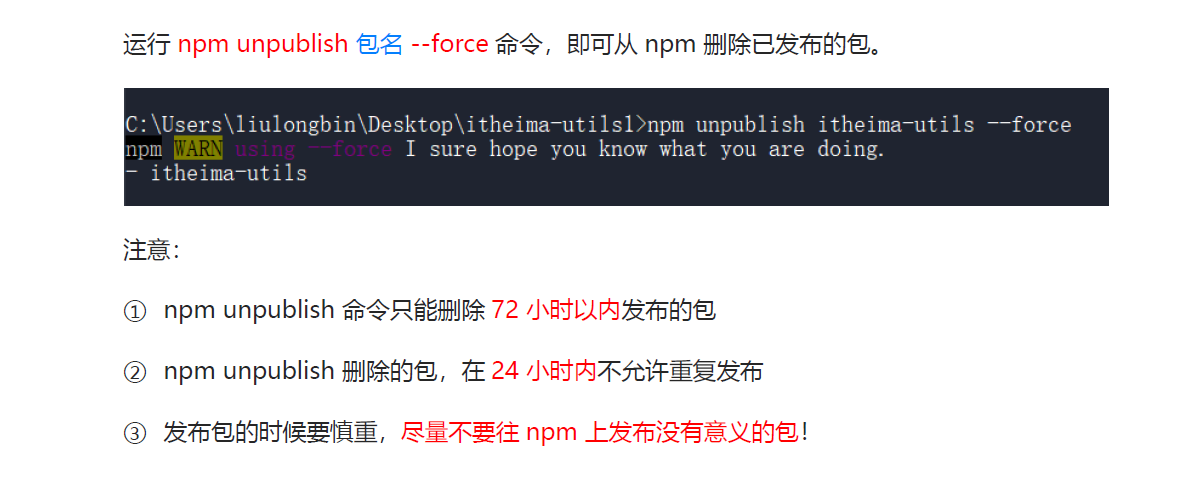 运行 npm unpublish 包名 --force 命令，即可从 npm 删除已发布的包。
C:\Users\liulongbin\Desktop\itheima-utils1>npm unpublish itheima-utils --force
npm WARN using --force I sure hope you know what you are doing.
- itheima-utils
注意：
① npm unpublish 命令只能删除 72 小时以内发布的包
② npm unpublish 删除的包，在 24 小时内不允许重复发布
③ 发布包的时候要慎重，尽量不要往 npm 上发布没有意义的包！